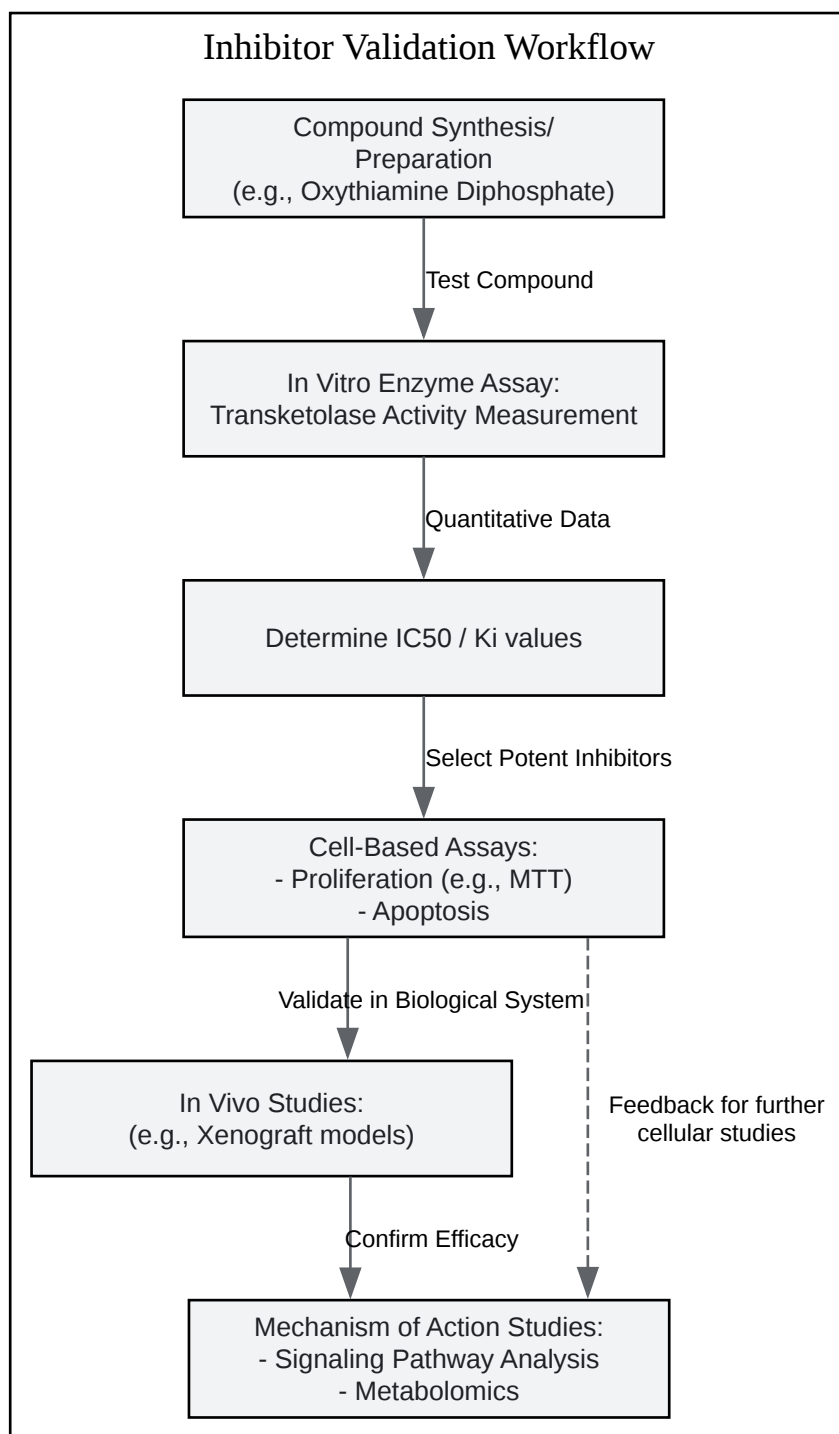 Inhibitor Validation Workflow
Compound Synthesis/
Preparation
(e.g., Oxythiamine Diphosphate)
Test Compound
In Vitro Enzyme Assay:
Transketolase Activity Measurement
Quantitative Data
Determine IC50 / Ki values
Select Potent Inhibitors
Cell-Based Assays:
- Proliferation (e.g., MTT)
- Apoptosis
Validate in Biological System
In Vivo Studies:
(e.g., Xenograft models)
Feedback for further
cellular studies
Confirm Efficacy
Mechanism of Action Studies:
- Signaling Pathway Analysis
- Metabolomics